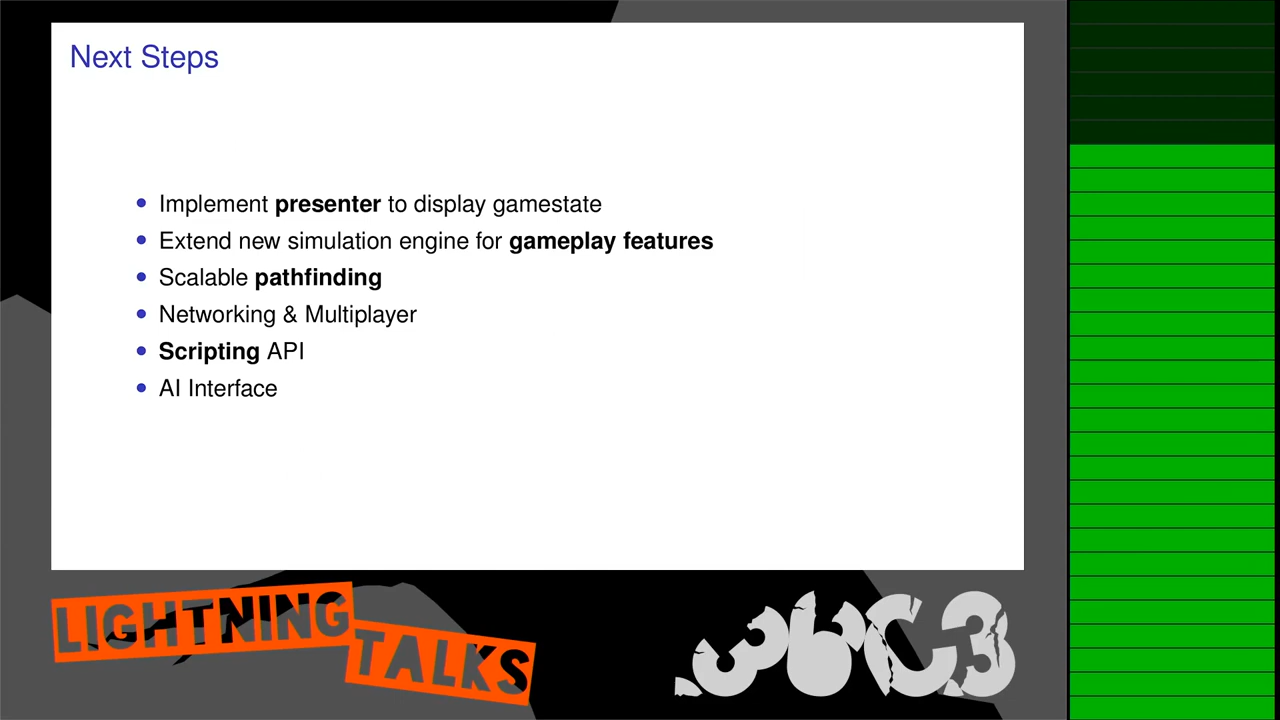 Next Steps
Implement presenter to display gamestate
Extend new simulation engine for gameplay features
Scalable pathfinding
Networking & Multiplayer
Scripting API
AI Interface
LIGHTNING
TALKS
36C3